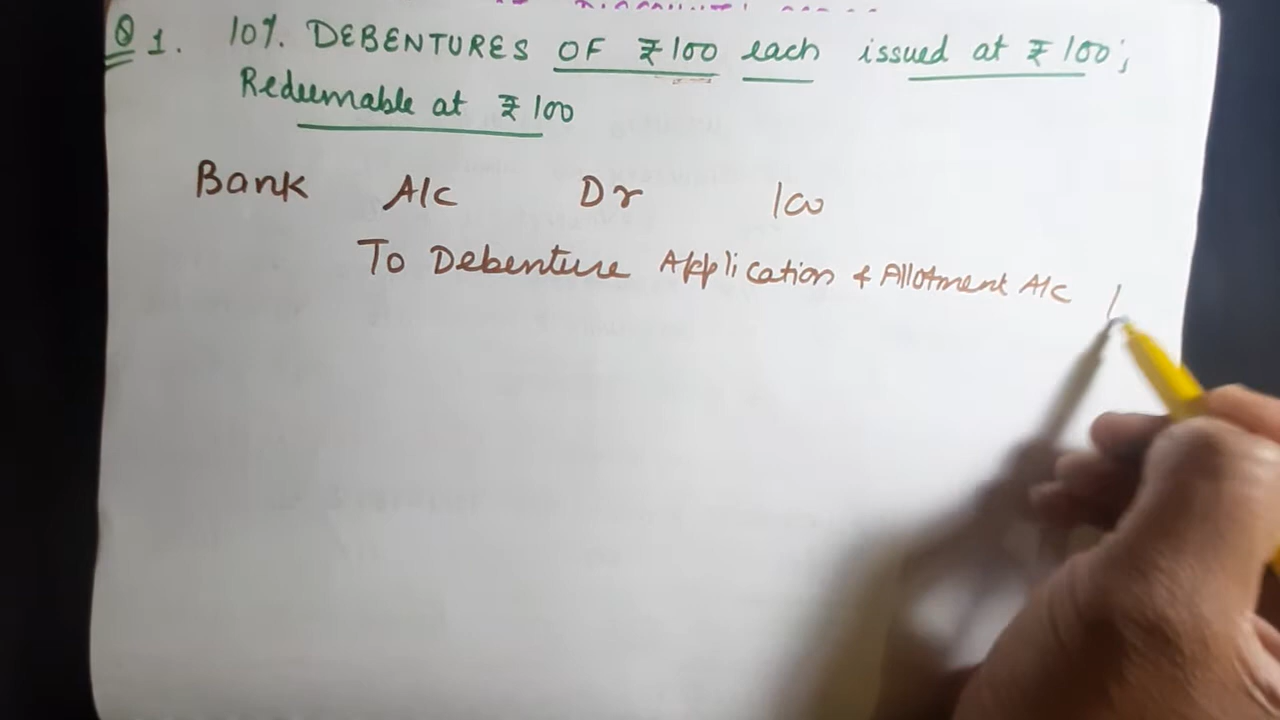 Q 1. 10%. DEBENTURES OF ₹100 each issued at ₹100;
Redeemable at ₹100
Bank A/c Dr 100
To Debenture Application & Allotment A/c 1